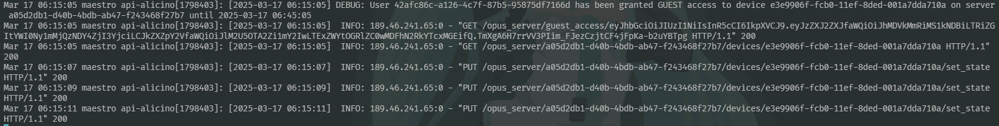 Mar 17 06:15:05 maestro api-alicino[1798403]: [2025-03-17 06:15:05] DEBUG: User 42afc86c-a126-4c7f-87b5-95875df7166d has been granted GUEST access to device e3e9906f-fcb0-11ef-8ded-001a7dda710a on server
a05d2db1-d40b-4bdb-ab47-f243468f27b7 until 2025-03-17 06:45:05
Mar 17 06:15:05 maestro api-alicino[1798403]: [2025-03-17 06:15:05]  INFO: 189.46.241.65:0 - "GET /opus_server/guest_access/eyJhbGciOiJIUzI1NiIsInR5cCI6IkpXVCJ9.eyJzZXJ2ZXJfaWQiOiJhMDVkMmRiMS1kNDBiLTRiZG
ItYWI0Ny1mMjQzNDY4ZjI3YjciLCJkZXZpY2VfaWQiOiJlM2U5OTA2Zi1mY2IwLTExZWYtOGRlZC0wMDFhN2RkYTcxMGEifQ.TmXgA6H7rrVV3PIim_FJezCzjtCF4jFpKa-b2uYBTpg HTTP/1.1" 200
Mar 17 06:15:05 maestro api-alicino[1798403]: [2025-03-17 06:15:05]  INFO: 189.46.241.65:0 - "GET /opus_server/a05d2db1-d40b-4bdb-ab47-f243468f27b7/devices/e3e9906f-fcb0-11ef-8ded-001a7dda710a HTTP/1.1"
200
Mar 17 06:15:07 maestro api-alicino[1798403]: [2025-03-17 06:15:07]  INFO: 189.46.241.65:0 - "PUT /opus_server/a05d2db1-d40b-4bdb-ab47-f243468f27b7/devices/e3e9906f-fcb0-11ef-8ded-001a7dda710a/set_state
HTTP/1.1" 200
Mar 17 06:15:09 maestro api-alicino[1798403]: [2025-03-17 06:15:09]  INFO: 189.46.241.65:0 - "PUT /opus_server/a05d2db1-d40b-4bdb-ab47-f243468f27b7/devices/e3e9906f-fcb0-11ef-8ded-001a7dda710a/set_state
HTTP/1.1" 200
Mar 17 06:15:11 maestro api-alicino[1798403]: [2025-03-17 06:15:11]  INFO: 189.46.241.65:0 - "PUT /opus_server/a05d2db1-d40b-4bdb-ab47-f243468f27b7/devices/e3e9906f-fcb0-11ef-8ded-001a7dda710a/set_state
HTTP/1.1" 200